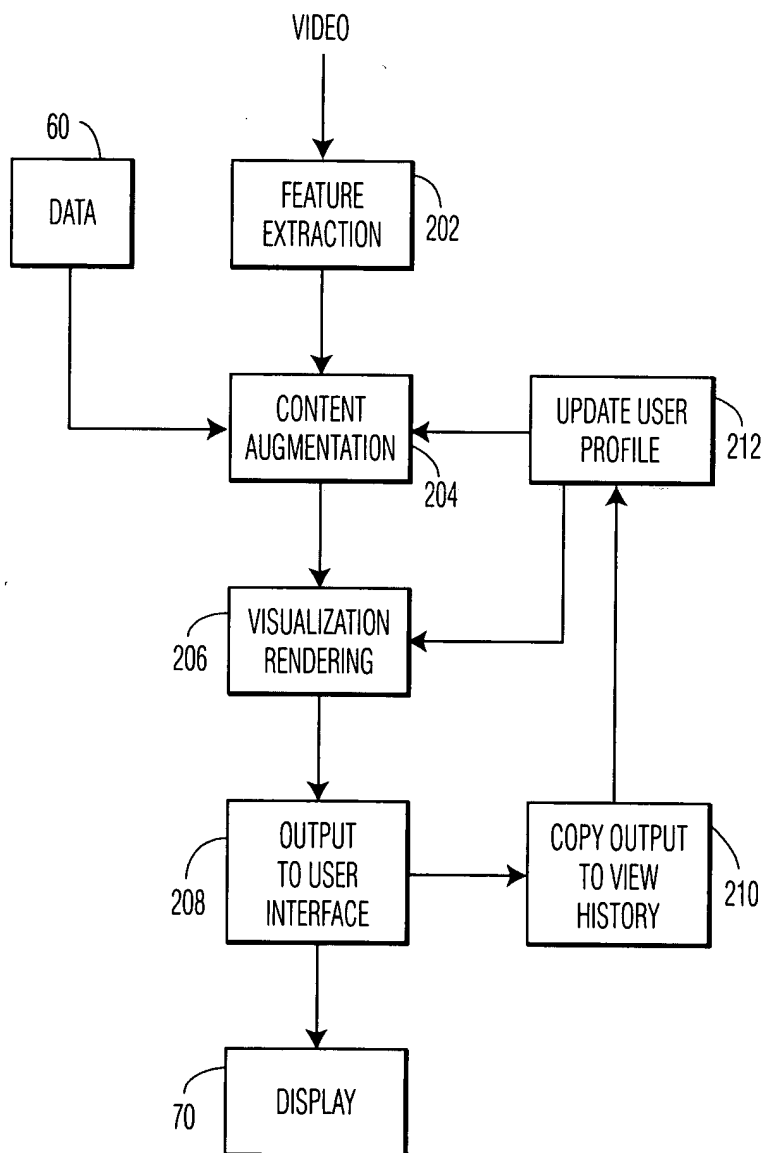 VIDEO
60
DATA
FEATURE
EXTRACTION
202
CONTENT
AUGMENTATION
204
UPDATE USER
PROFILE
212
206
VISUALIZATION
RENDERING
208
OUTPUT
TO USER
INTERFACE
COPY OUTPUT
TO VIEW
HISTORY
210
70
DISPLAY